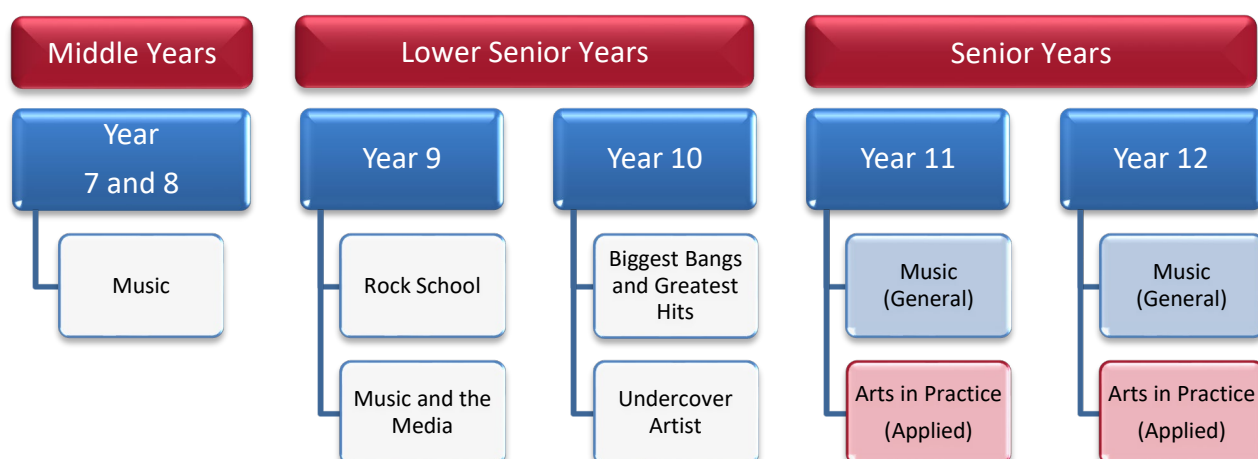 Middle Years
Lower Senior Years
Senior Years
Year
7 and 8
Year 9
Year 10
Year 11
Year 12
Music
Rock School
Biggest Bangs
and Greatest
Hits
Music
(General)
Music
(General)
Music and the
Media
Undercover
Artist
Arts in Practice
(Applied)
Arts in Practice
(Applied)